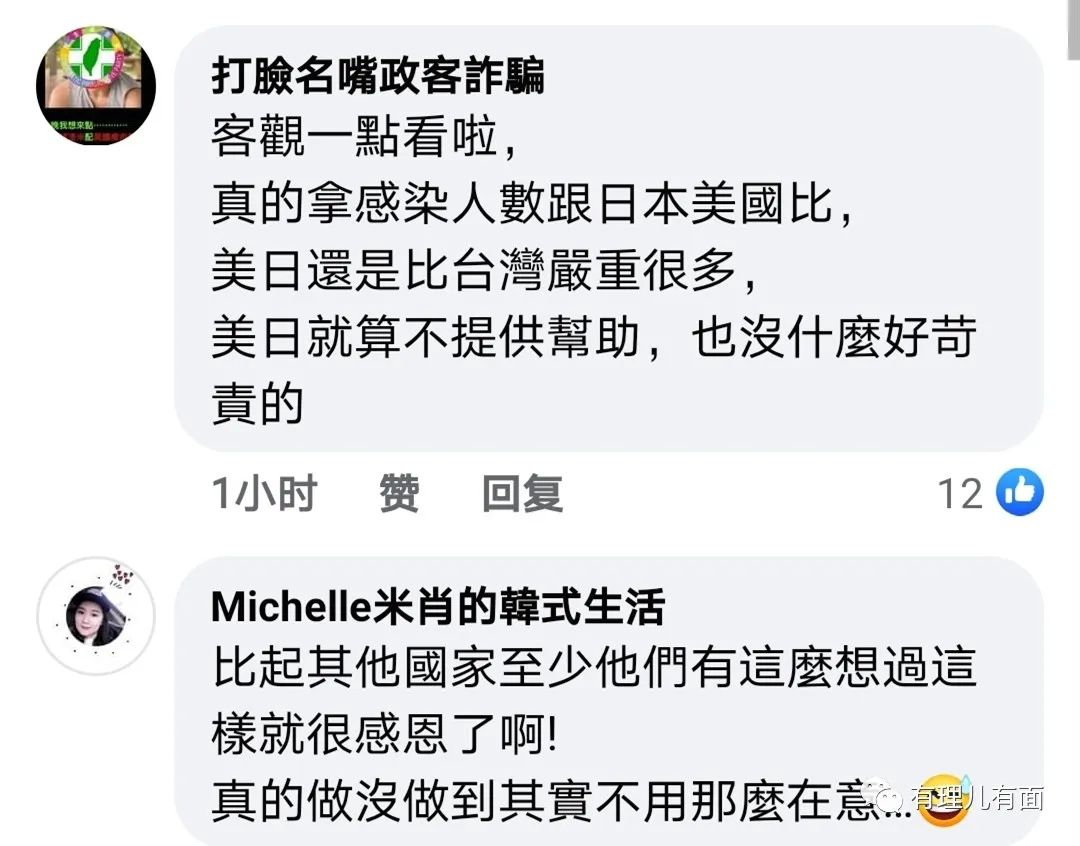 打臉名嘴政客詐騙
客觀一點看啦，
真的拿感染人數跟日本美國比，
美日還是比台灣嚴重很多，
美日就算不提供幫助，也沒什麼好苛
責的
1小时 赞 回复 12
Michelle米肖的韓式生活
比起其他國家至少他們有這麼想過這
樣就很感恩了啊!
真的做沒做到其實不用那麼在意...
有理儿有面